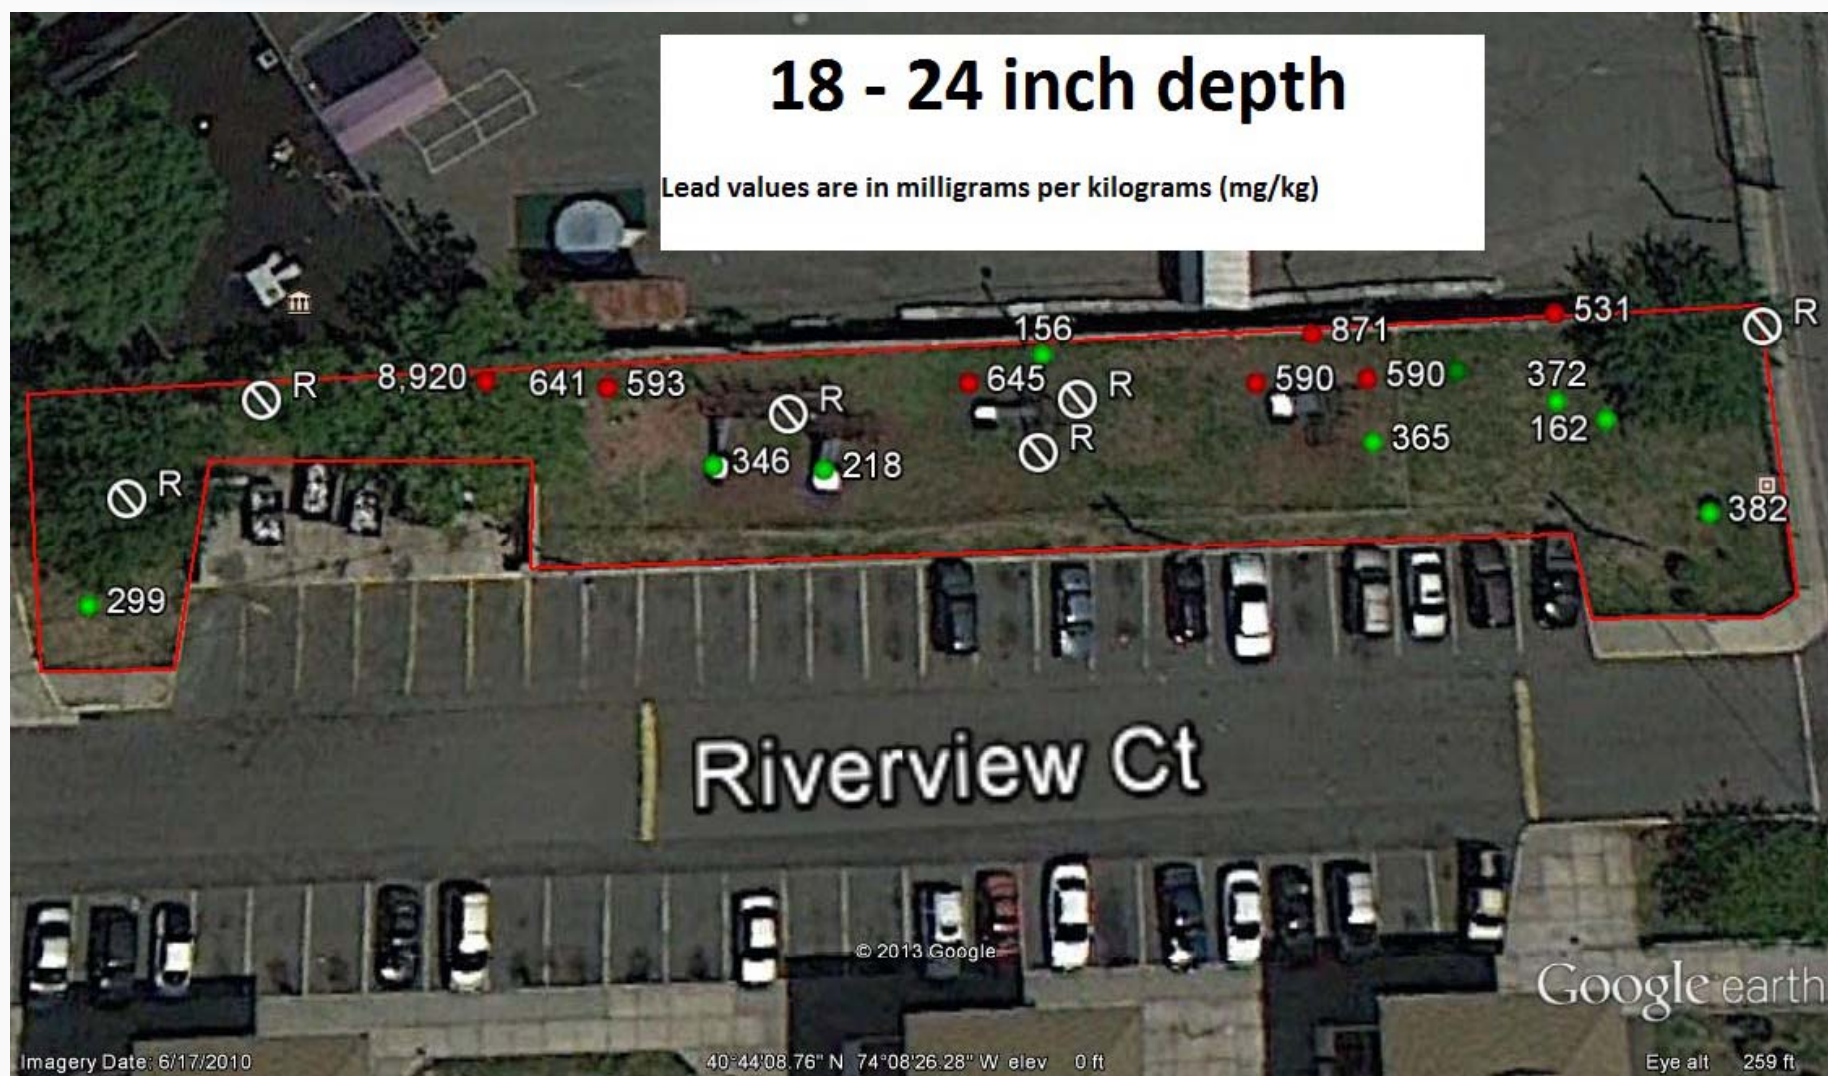 18 - 24 inch depth
Lead values are in milligrams per kilograms (mg/kg)
531
R
156
871
R
8,920
641
593
645
R
590
590
372
R
162
R
346
218
365
R
382
299
Riverview Ct
© 2013 Google
Google earth
Imagery Date: 6/17/2010
40°44'08.76" N 74°08'26.28" W elev 0 ft
Eye alt 259 ft